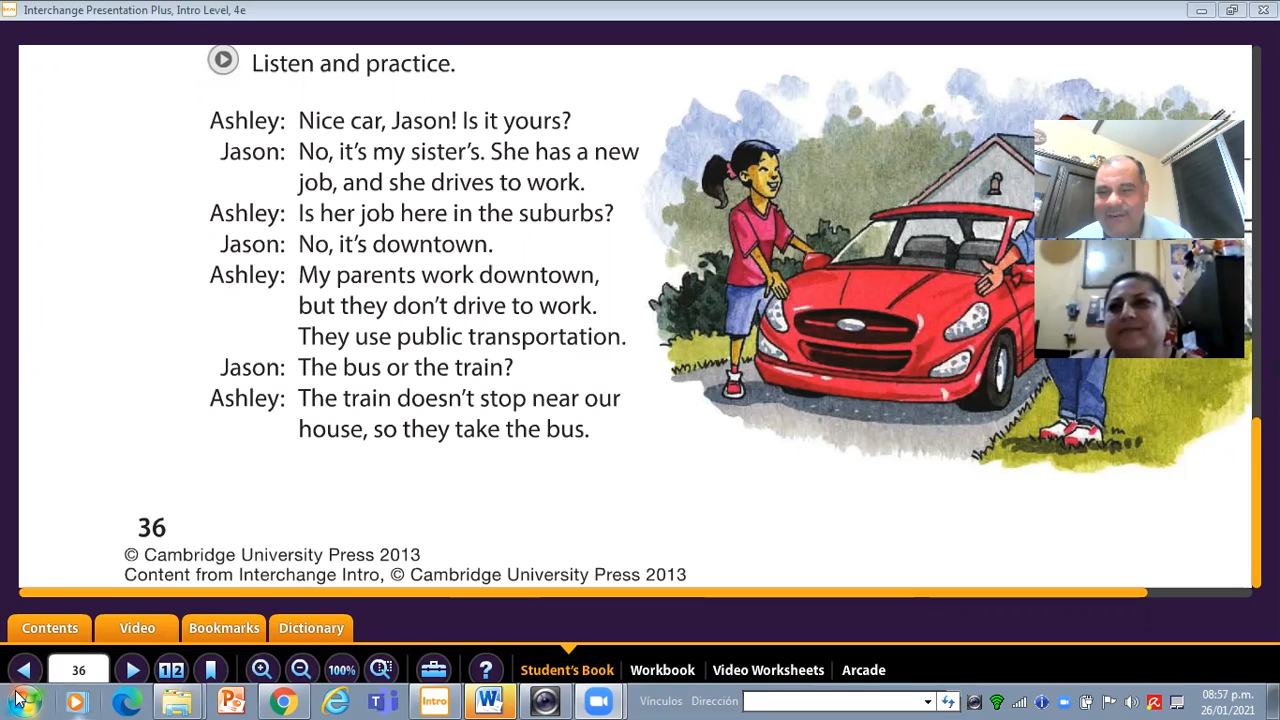 Interchange Presentation Plus, Intro Level, 4e
Listen and practice.
Ashley: Nice car, Jason! Is it yours?
Jason: No, it's my sister's. She has a new
job, and she drives to work.
Ashley: Is her job here in the suburbs?
Jason: No, it's downtown.
Ashley: My parents work downtown,
but they don't drive to work.
They use public transportation.
Jason: The bus or the train?
Ashley: The train doesn't stop near our
house, so they take the bus.
36
© Cambridge University Press 2013
Content from Interchange Intro, © Cambridge University Press 2013
Contents Video Bookmarks Dictionary
36 12 100% ? Student's Book Workbook Video Worksheets Arcade
Intro Vínculos Dirección 08:57 p.m.
26/01/2021